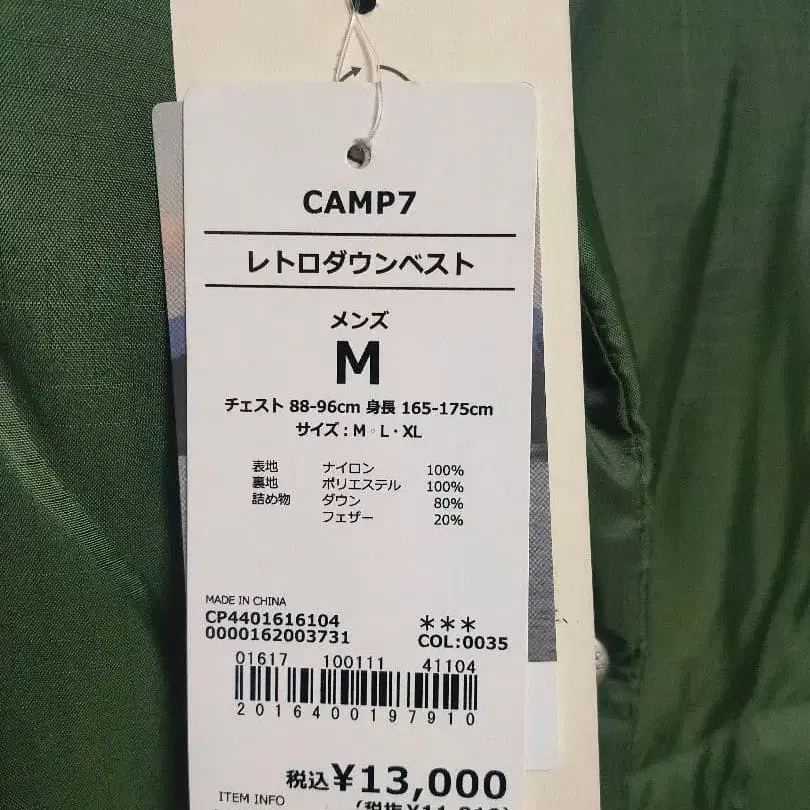 CAMP7
レトロダウンベスト
メンズ
M
チェスト 88-96cm 身長 165-175cm
サイズ:M・L・XL
表地 ナイロン 100%
裏地 ポリエステル 100%
詰め物 ダウン 80%
フェザー 20%
MADE IN CHINA
CP4401616104 ***
0000162003731 COL:0035
01617 100111 41104
2016400197910
税込¥13,000
ITEM INFO